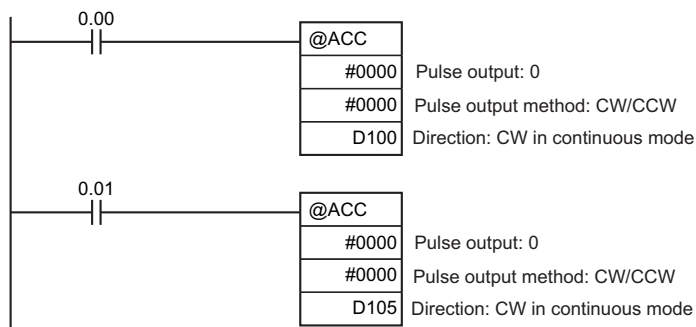 0.00
@ACC
#0000 Pulse output: 0
#0000 Pulse output method: CW/CCW
D100 Direction: CW in continuous mode
0.01
@ACC
#0000 Pulse output: 0
#0000 Pulse output method: CW/CCW
D105 Direction: CW in continuous mode